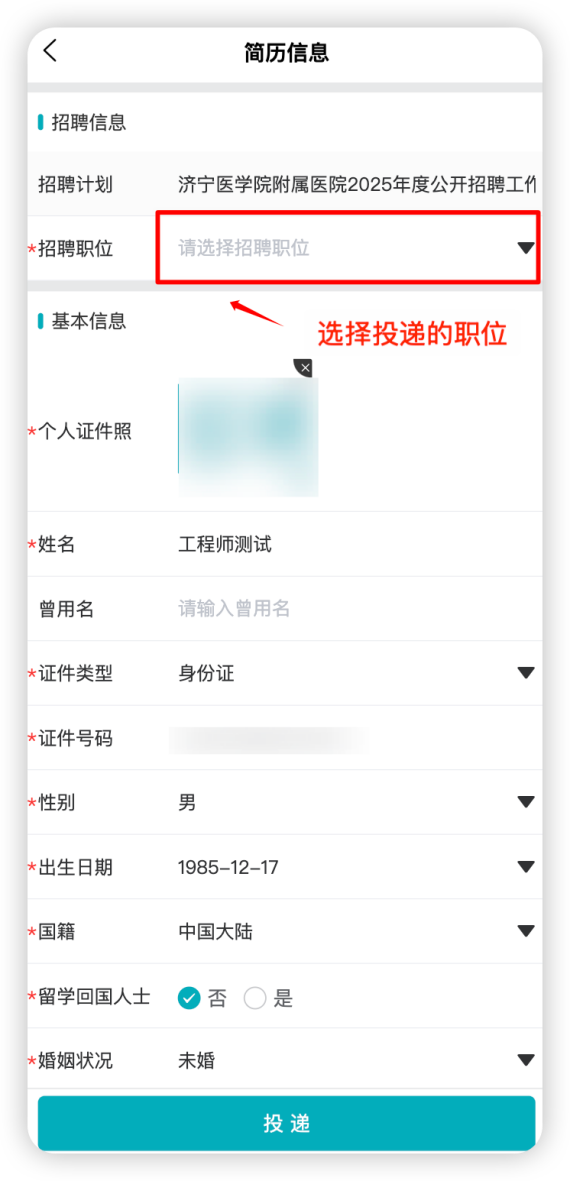 简历信息
招聘信息
招聘计划 济宁医学院附属医院2025年度公开招聘工作
*招聘职位 请选择招聘职位
基本信息
选择投递的职位
*个人证件照
*姓名 工程师测试
曾用名 请输入曾用名
*证件类型 身份证
*证件号码
*性别 男
*出生日期 1985-12-17
*国籍 中国大陆
*留学回国人士 否 是
*婚姻状况 未婚
投递